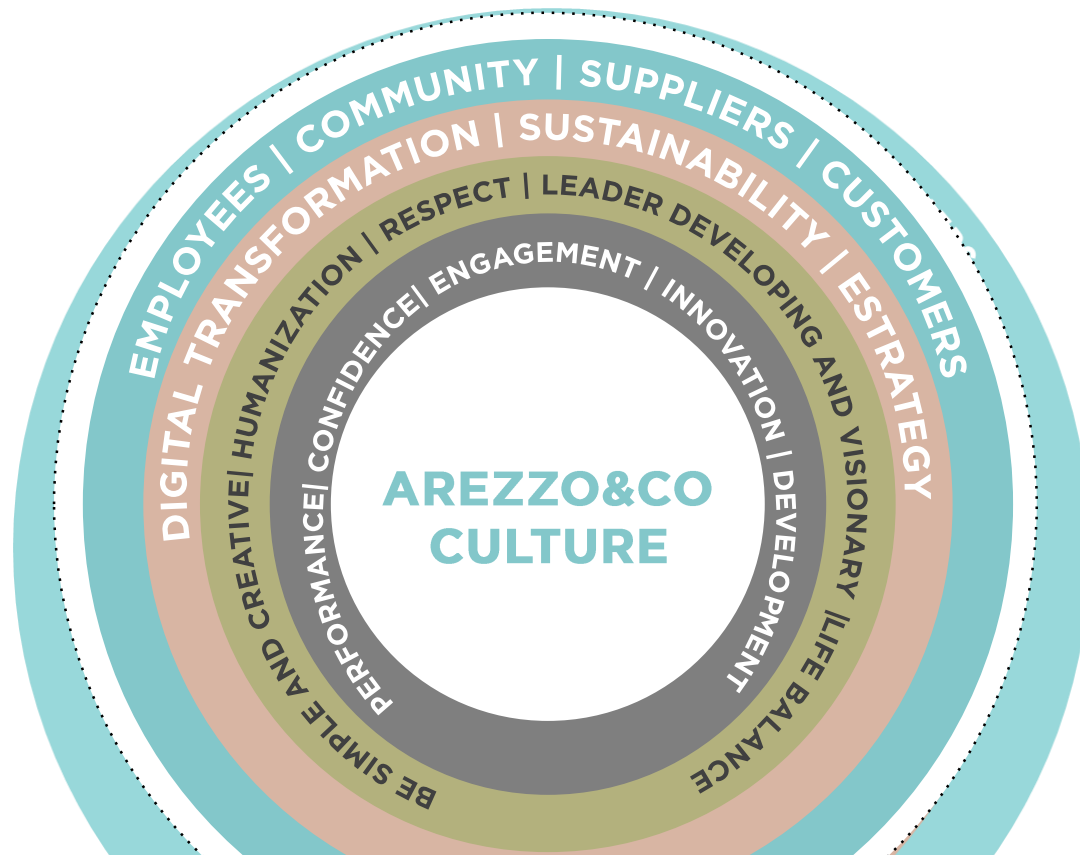 EMPLOYEES | COMMUNITY | SUPPLIERS | CUSTOMERS
DIGITAL TRANSFORMATION | SUSTAINABILITY | ESTRATEGY
BE SIMPLE AND CREATIVE| HUMANIZATION | RESPECT | LEADER DEVELOPING AND VISIONARY |LIFE BALANCE
PERFORMANCE| CONFIDENCE| ENGAGEMENT | INNOVATION | DEVELOPMENT
AREZZO&CO
CULTURE